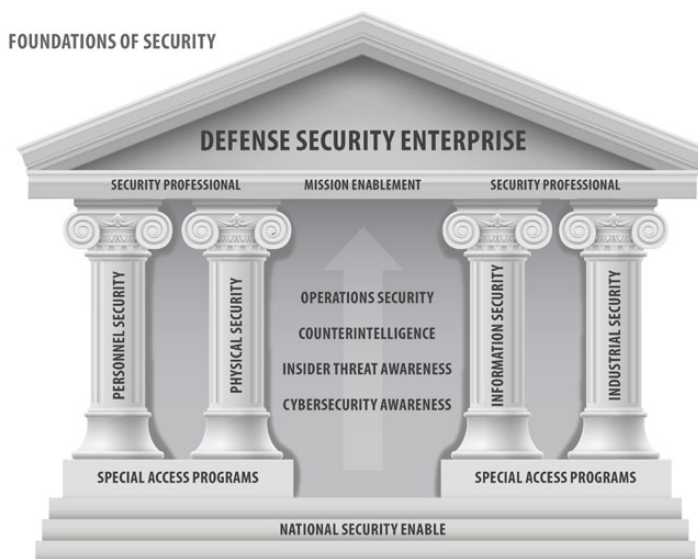 FOUNDATIONS OF SECURITY
DEFENSE SECURITY ENTERPRISE
SECURITY PROFESSIONAL
MISSION ENABLEMENT
SECURITY PROFESSIONAL
PERSONNEL SECURITY
PHYSICAL SECURITY
OPERATIONS SECURITY
COUNTERINTELLIGENCE
INSIDER THREAT AWARENESS
CYBERSECURITY AWARENESS
INFORMATION SECURITY
INDUSTRIAL SECURITY
SPECIAL ACCESS PROGRAMS
SPECIAL ACCESS PROGRAMS
NATIONAL SECURITY ENABLE